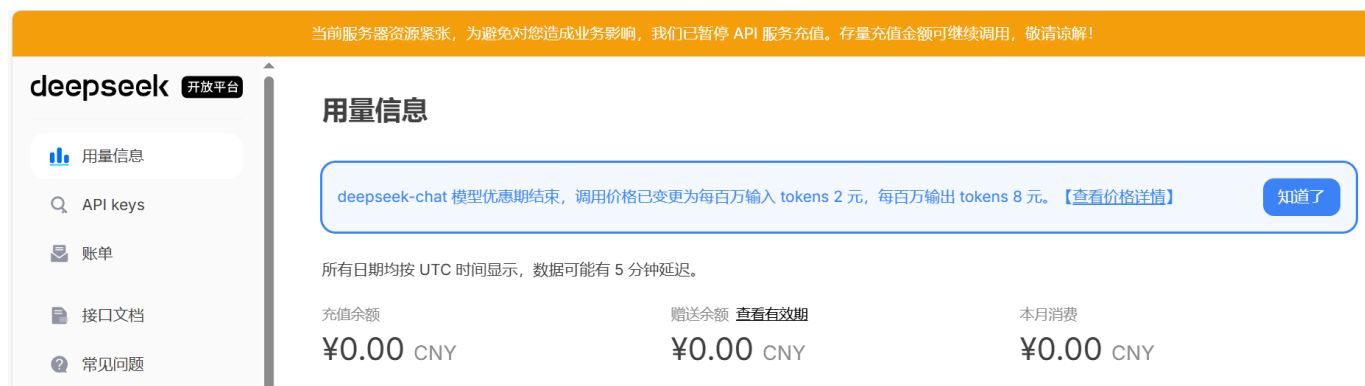 当前服务器资源紧张，为避免对您造成业务影响，我们已暂停 API 服务充值。存量充值金额可继续调用，敬请谅解！
deepseek 开放平台
用量信息
API keys
账单
接口文档
常见问题
用量信息
deepseek-chat 模型优惠期结束，调用价格已变更为每百万输入 tokens 2 元，每百万输出 tokens 8 元。【查看价格详情】 知道了
所有日期均按 UTC 时间显示，数据可能有 5 分钟延迟。
充值余额 赠送余额 查看有效期 本月消费
¥0.00 CNY ¥0.00 CNY ¥0.00 CNY